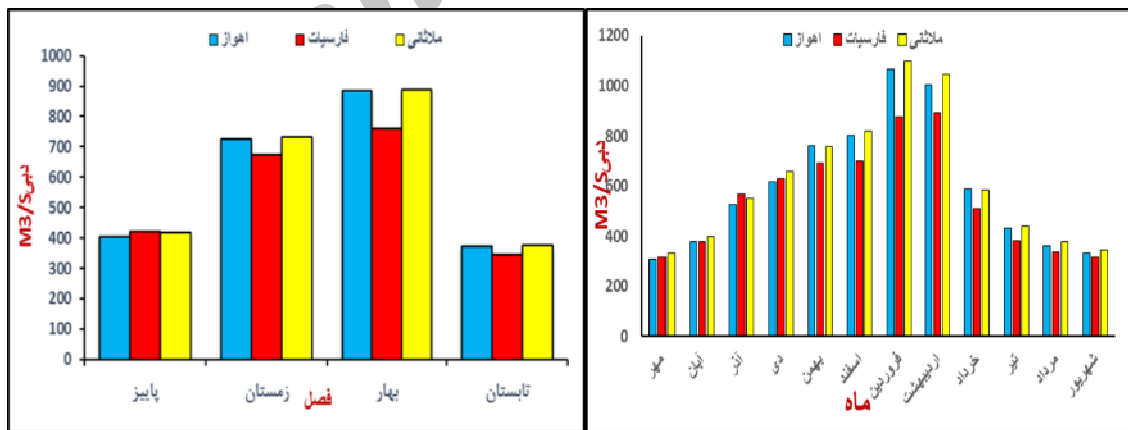 اهواز فارسیات ملاثانی
1000
900
800
700
600
500
400
300
200
100
0
دبیM3/S
پاییز زمستان بهار تابستان
فصل
اهواز فارسیات ملاثانی
1200
1000
800
600
400
200
0
دبیM3/S
مهر آبان آذر دی بهمن اسفند فروردین اردیبهشت خرداد تیر مرداد شهریور
ماه